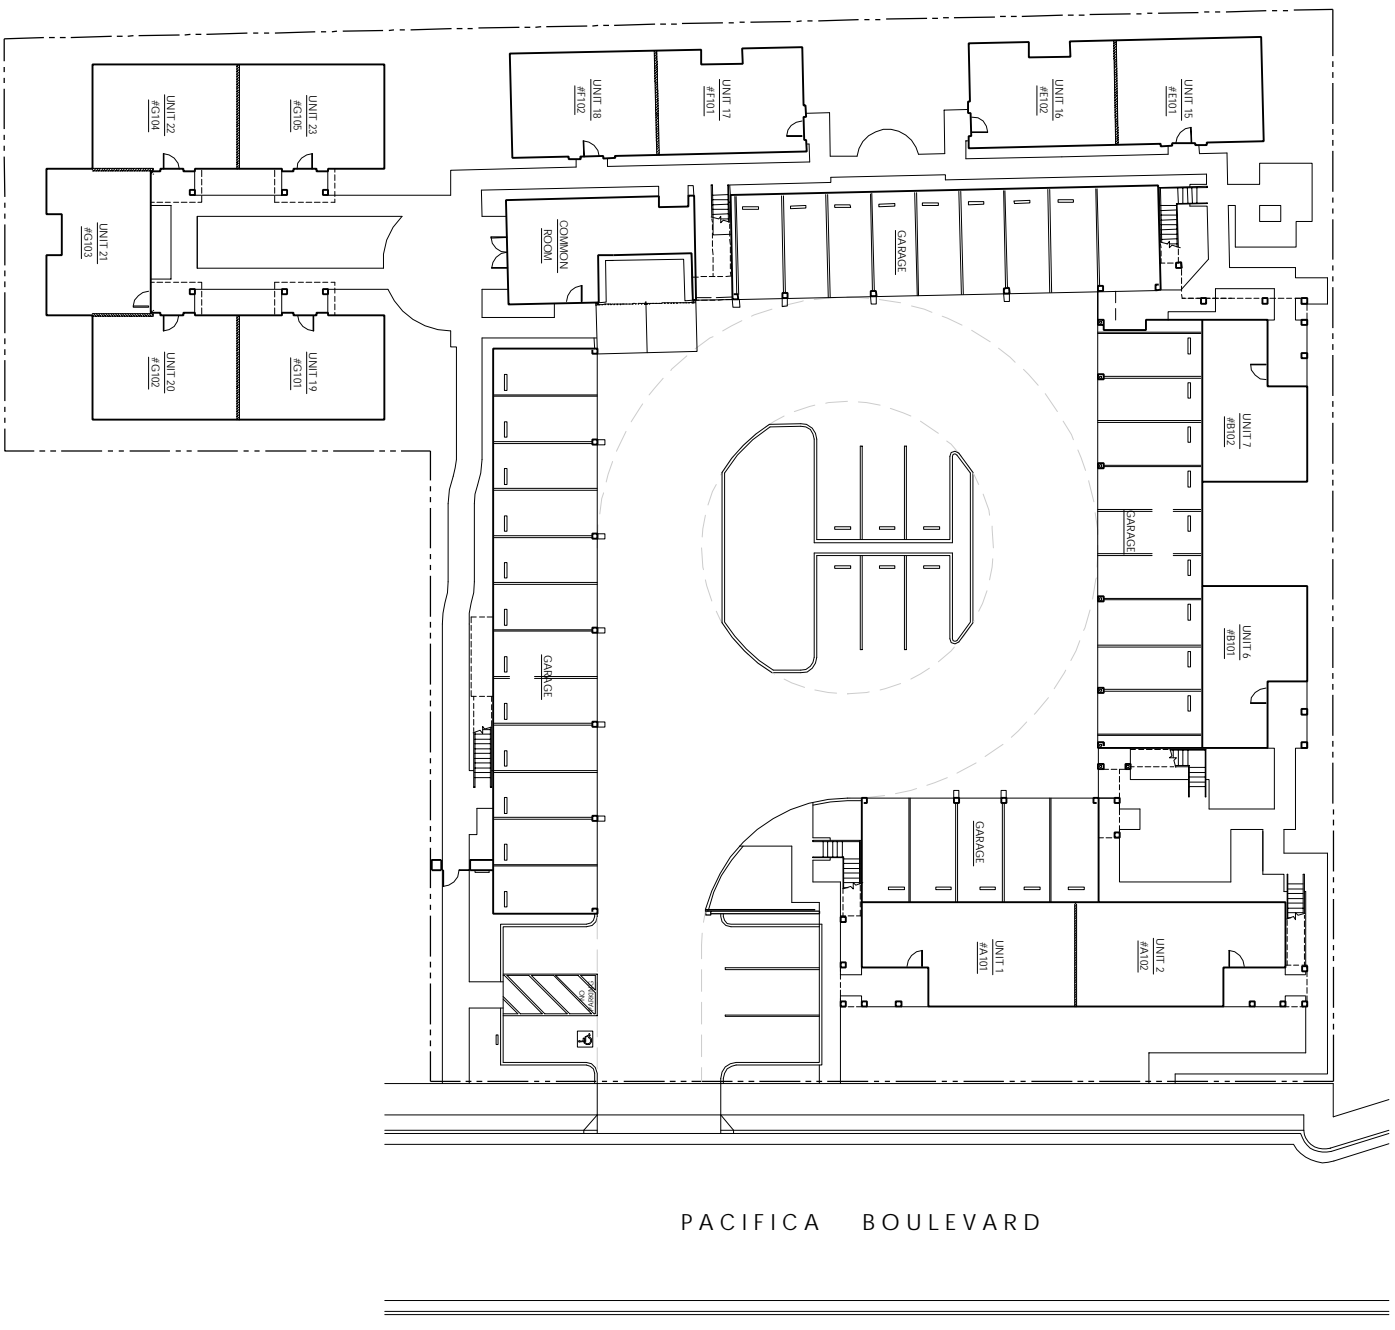 UNIT 22
#G104
UNIT 23
#G105
UNIT 18
#F102
UNIT 17
#F101
UNIT 16
#E102
UNIT 15
#E101
UNIT 21
#G103
COMMON
ROOM
GARAGE
UNIT 20
#G102
UNIT 19
#G101
UNIT 7
#B102
GARAGE
UNIT 6
#B101
GARAGE
GARAGE
UNIT 1
#A101
UNIT 2
#A102
NO
PACIFICA BOULEVARD